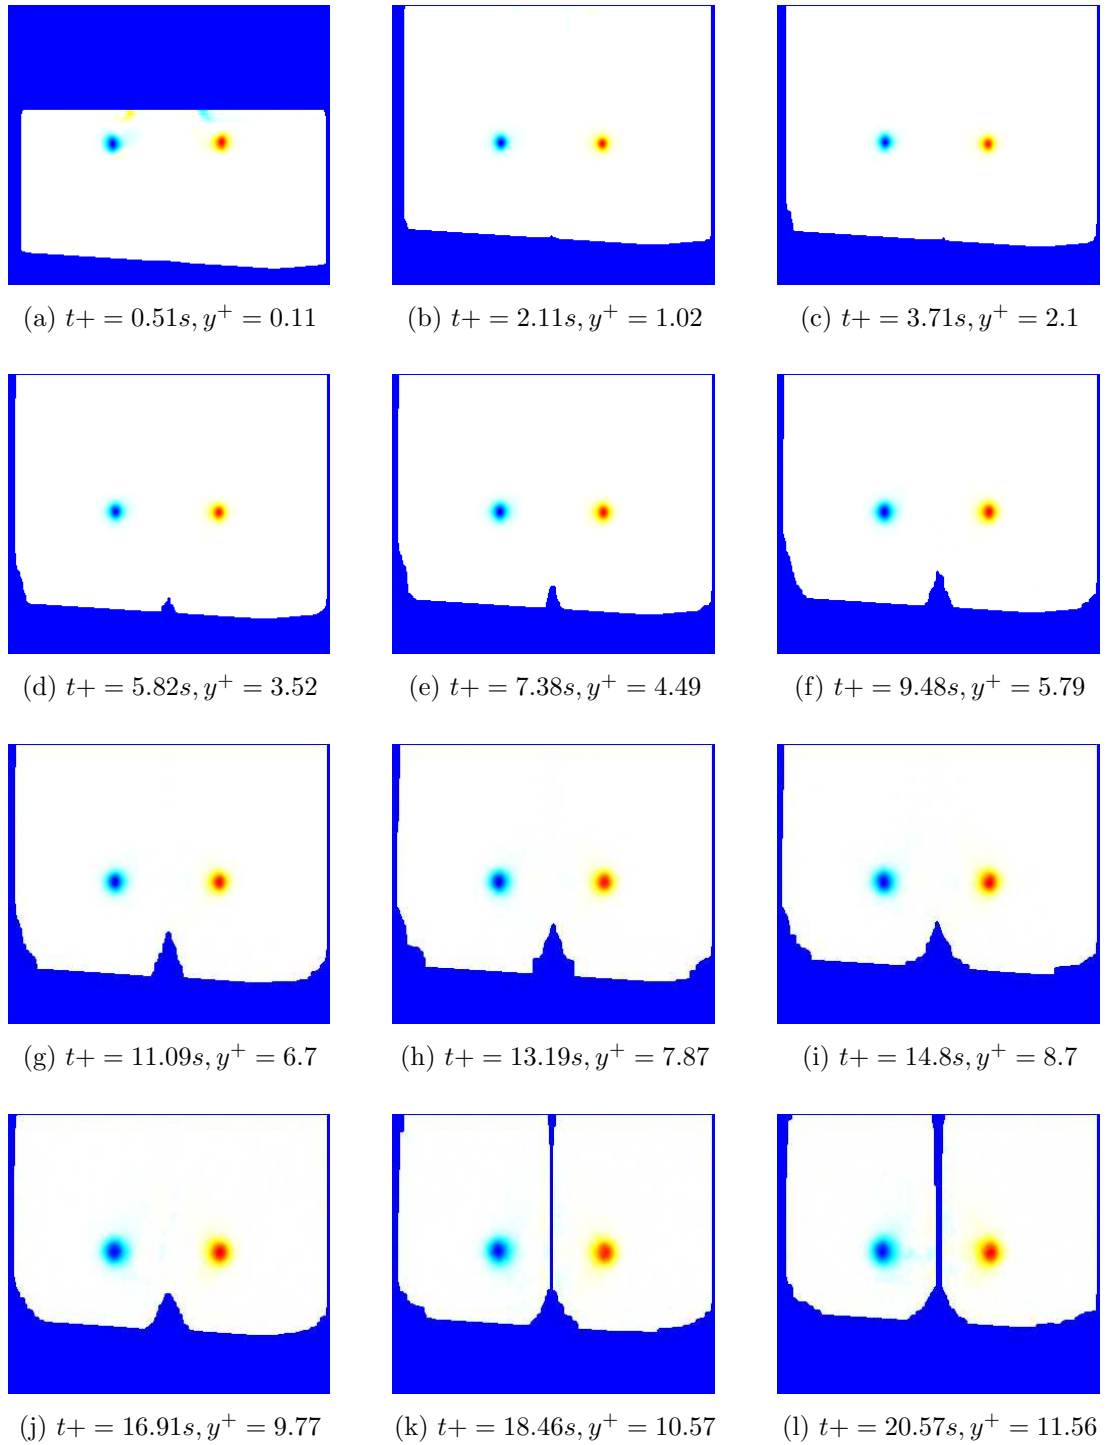 (a) t+ = 0.51s, y⁺ = 0.11
(b) t+ = 2.11s, y⁺ = 1.02
(c) t+ = 3.71s, y⁺ = 2.1
(d) t+ = 5.82s, y⁺ = 3.52
(e) t+ = 7.38s, y⁺ = 4.49
(f) t+ = 9.48s, y⁺ = 5.79
(g) t+ = 11.09s, y⁺ = 6.7
(h) t+ = 13.19s, y⁺ = 7.87
(i) t+ = 14.8s, y⁺ = 8.7
(j) t+ = 16.91s, y⁺ = 9.77
(k) t+ = 18.46s, y⁺ = 10.57
(l) t+ = 20.57s, y⁺ = 11.56